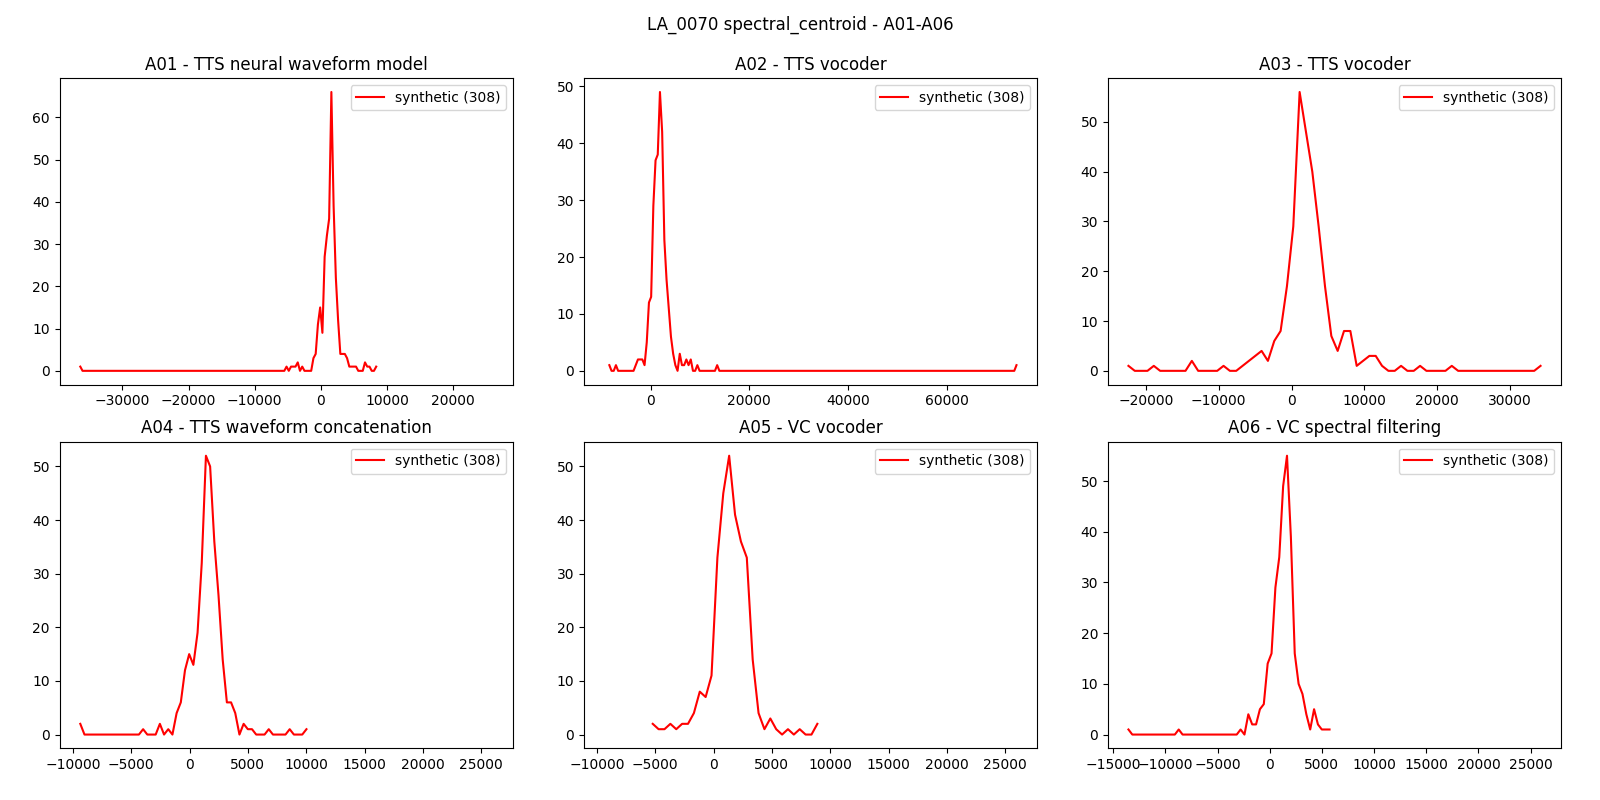 LA_0070 spectral_centroid - A01-A06
A01 - TTS neural waveform model
synthetic (308)
60
50
40
30
20
10
0
−30000 −20000 −10000 0 10000 20000
A02 - TTS vocoder
synthetic (308)
50
40
30
20
10
0
0 20000 40000 60000
A03 - TTS vocoder
synthetic (308)
50
40
30
20
10
0
−20000 −10000 0 10000 20000 30000
A04 - TTS waveform concatenation
synthetic (308)
50
40
30
20
10
0
−10000 −5000 0 5000 10000 15000 20000 25000
A05 - VC vocoder
synthetic (308)
50
40
30
20
10
0
−10000 −5000 0 5000 10000 15000 20000 25000
A06 - VC spectral filtering
synthetic (308)
50
40
30
20
10
0
−15000 −10000 −5000 0 5000 10000 15000 20000 25000